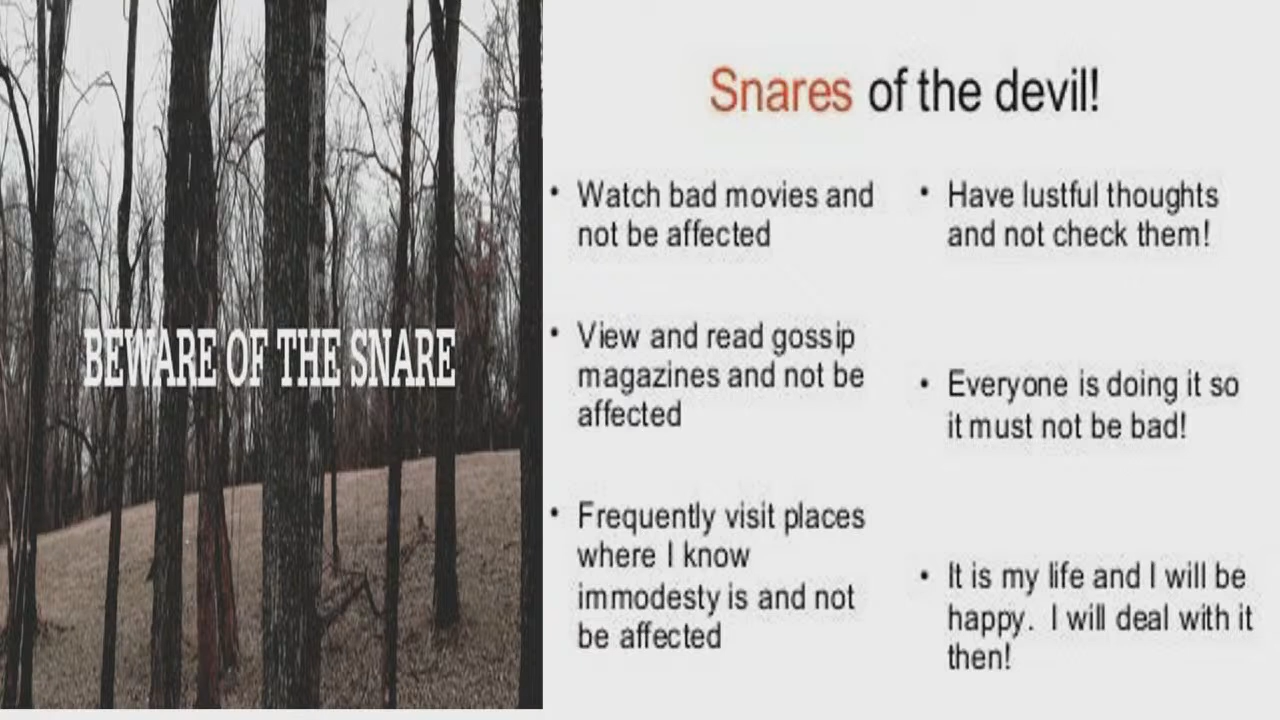 BEWARE OF THE SNARE
Snares of the devil!
• Watch bad movies and
not be affected
• View and read gossip
magazines and not be
affected
• Frequently visit places
where I know
immodesty is and not
be affected
• Have lustful thoughts
and not check them!
• Everyone is doing it so
it must not be bad!
• It is my life and I will be
happy. I will deal with it
then!